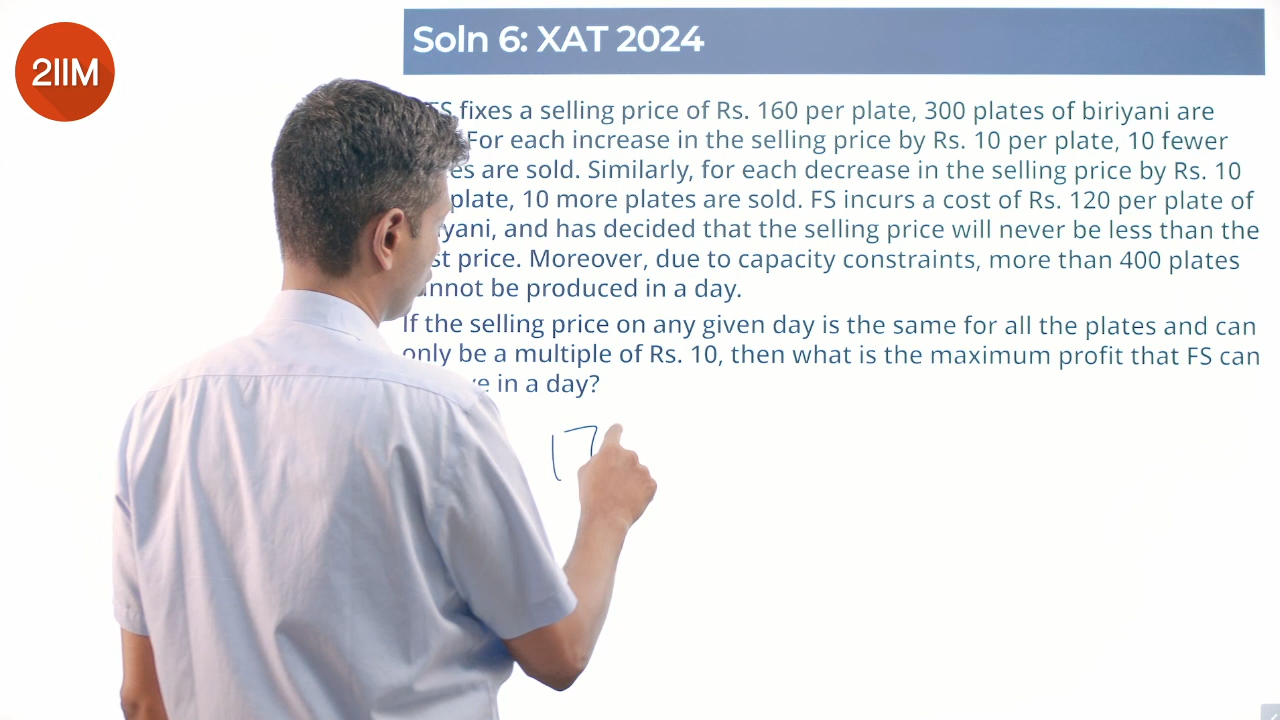 2IIM
Soln 6: XAT 2024
fixes a selling price of Rs. 160 per plate, 300 plates of biriyani are
For each increase in the selling price by Rs. 10 per plate, 10 fewer
are sold. Similarly, for each decrease in the selling price by Rs. 10
plate, 10 more plates are sold. FS incurs a cost of Rs. 120 per plate of
and has decided that the selling price will never be less than the
price. Moreover, due to capacity constraints, more than 400 plates
be produced in a day.
If the selling price on any given day is the same for all the plates and can
only be a multiple of Rs. 10, then what is the maximum profit that FS can
in a day?
17